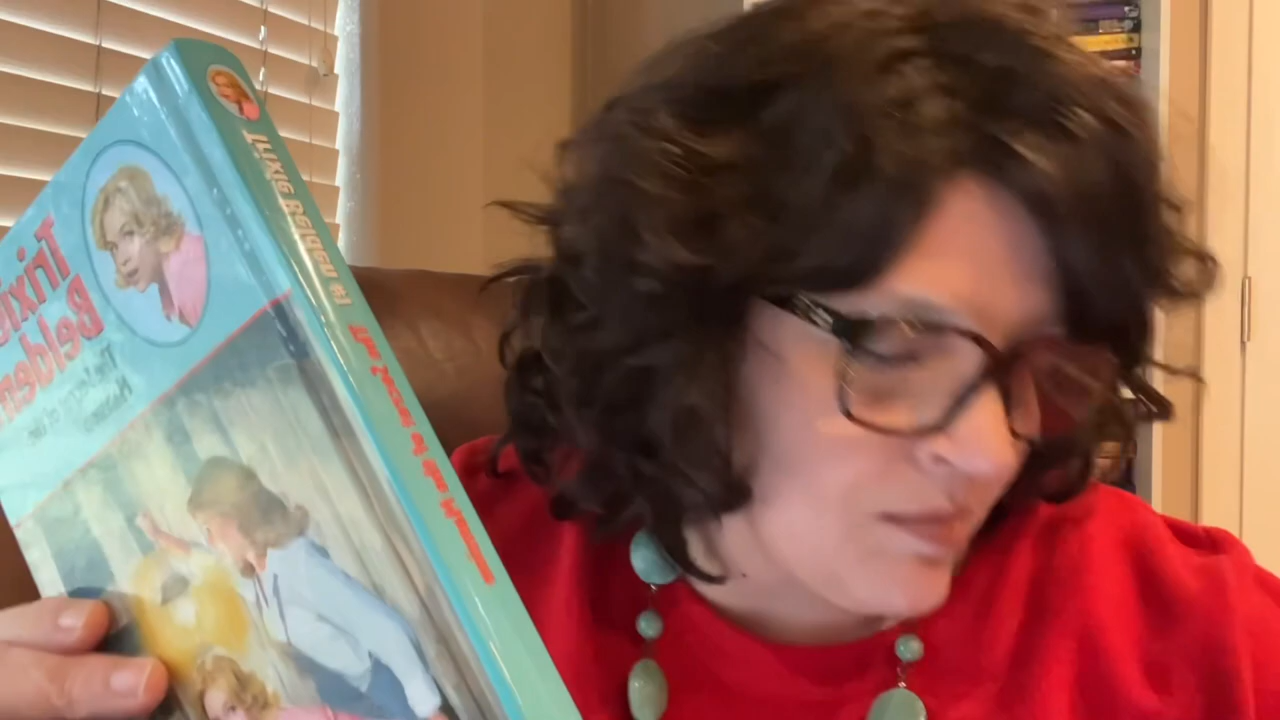 Trixie
Belden
The Secret of the
Mansion
TRIXIE BELDEN #1
The Secret of the Mansion